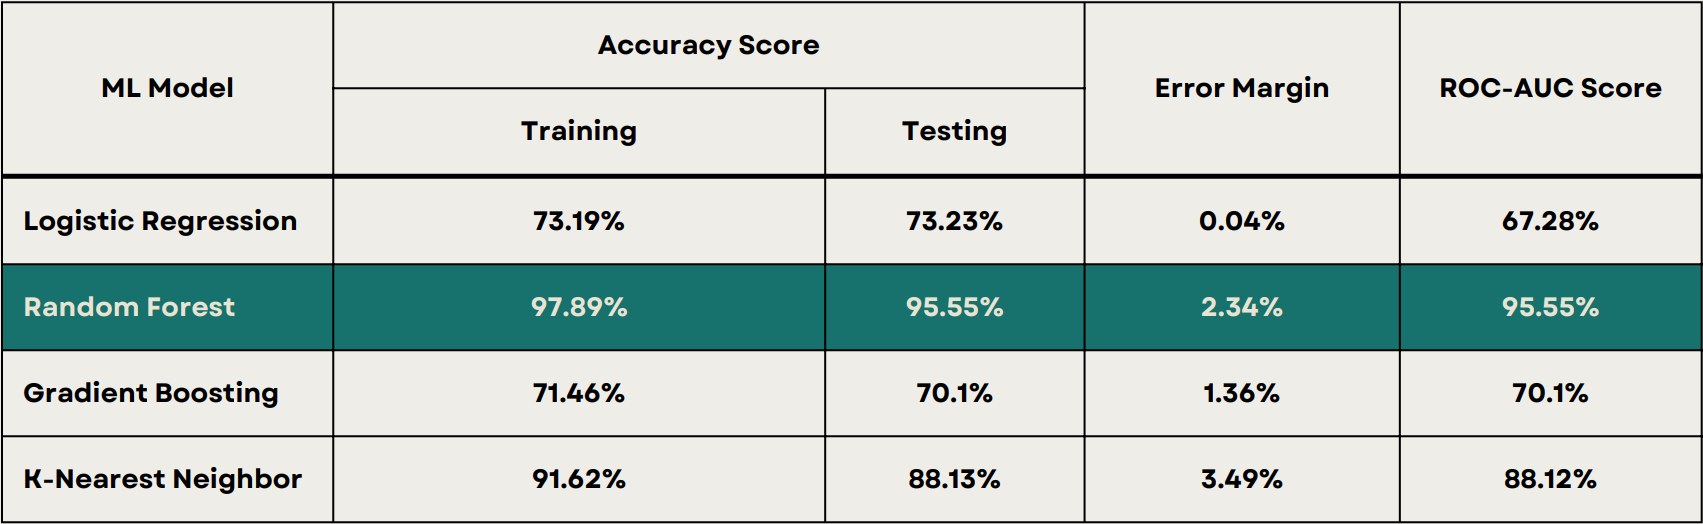 ML Model
Accuracy Score
Error Margin
ROC-AUC Score
Training
Testing
Logistic Regression 73.19% 73.23% 0.04% 67.28%
Random Forest 97.89% 95.55% 2.34% 95.55%
Gradient Boosting 71.46% 70.1% 1.36% 70.1%
K-Nearest Neighbor 91.62% 88.13% 3.49% 88.12%